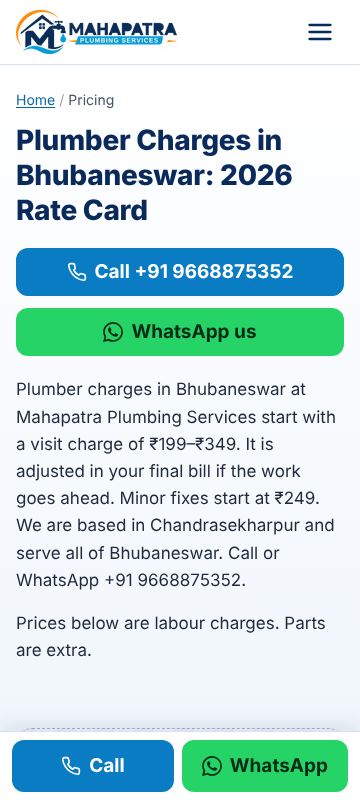 MAHAPATRA
PLUMBING SERVICES
Home / Pricing
Plumber Charges in
Bhubaneswar: 2026
Rate Card
Call +91 9668875352
WhatsApp us
Plumber charges in Bhubaneswar at
Mahapatra Plumbing Services start with
a visit charge of ₹199–₹349. It is
adjusted in your final bill if the work
goes ahead. Minor fixes start at ₹249.
We are based in Chandrasekharpur and
serve all of Bhubaneswar. Call or
WhatsApp +91 9668875352.
Prices below are labour charges. Parts
are extra.
Call
WhatsApp